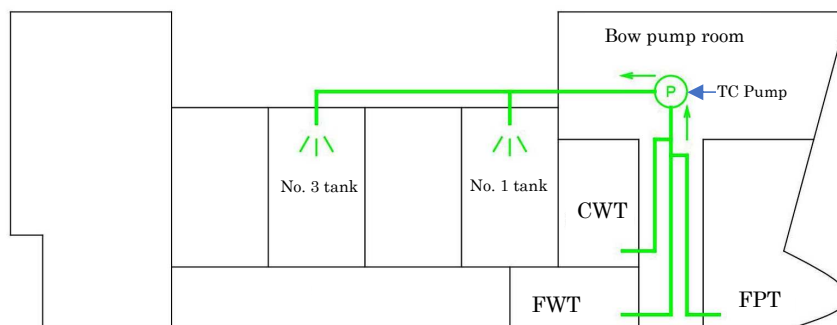 Bow pump room
P
TC Pump
No. 3 tank
No. 1 tank
CWT
FWT
FPT